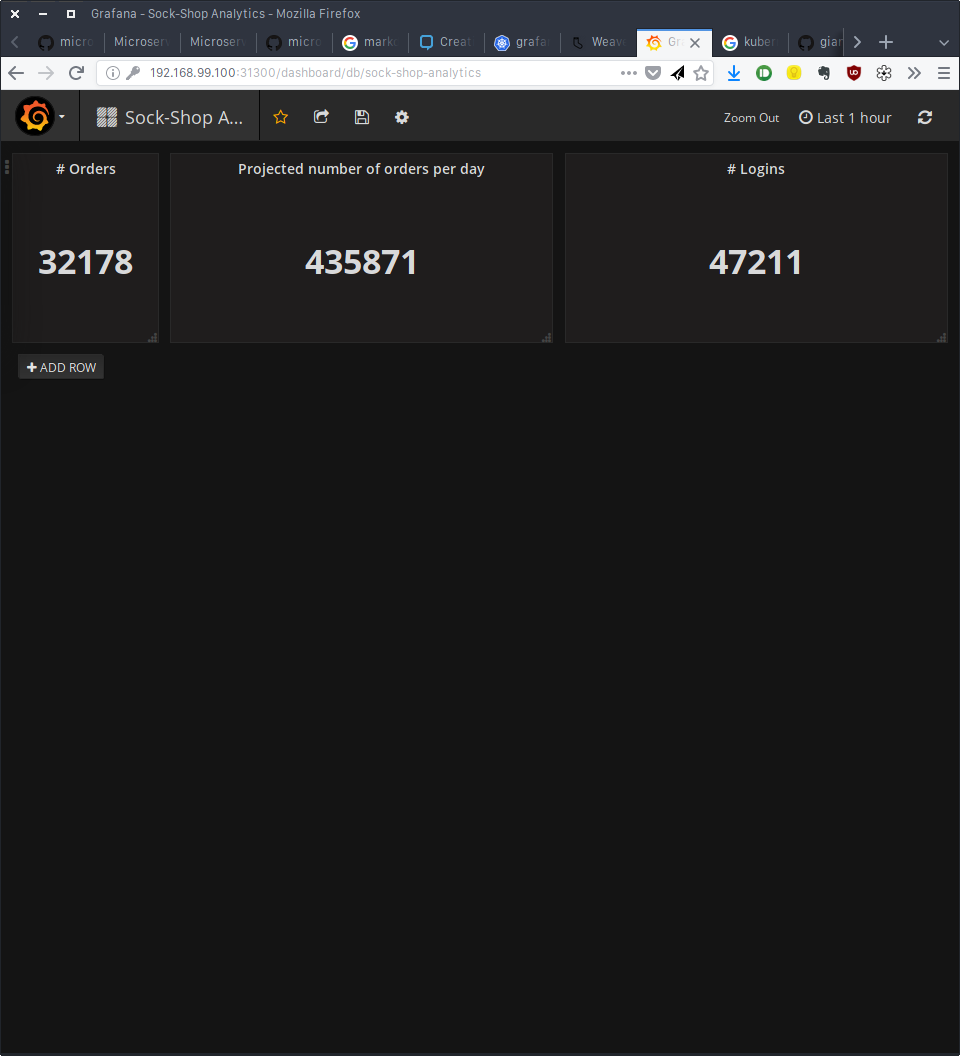 Grafana - Sock-Shop Analytics - Mozilla Firefox
micro Microserv Microserv micro mark Creat grafa Weave Gr kuber gian
192.168.99.100:31300/dashboard/db/sock-shop-analytics
Sock-Shop A... Zoom Out Last 1 hour
# Orders Projected number of orders per day # Logins
32178 435871 47211
ADD ROW